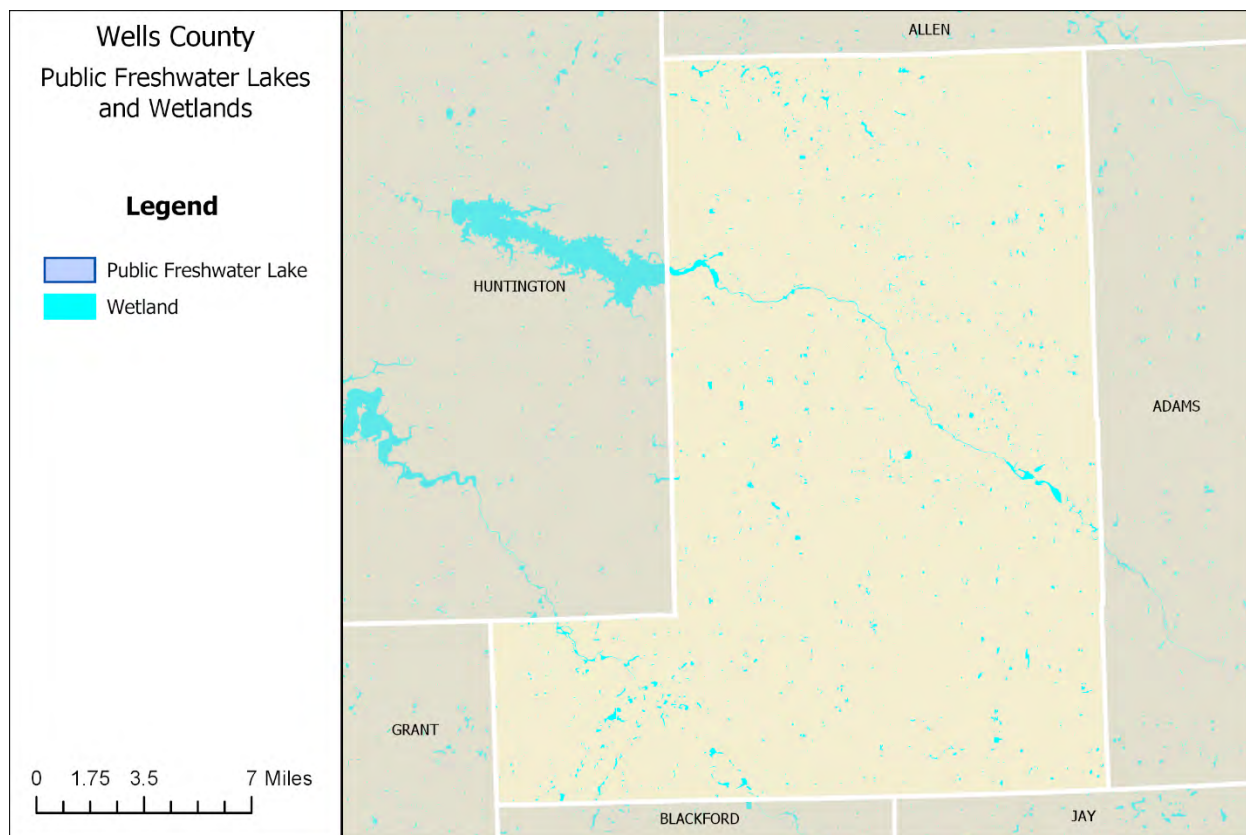 Wells County
Public Freshwater Lakes
and Wetlands
Legend
Public Freshwater Lake
Wetland
0 1.75 3.5 7 Miles
ALLEN
HUNTINGTON
ADAMS
GRANT
BLACKFORD
JAY